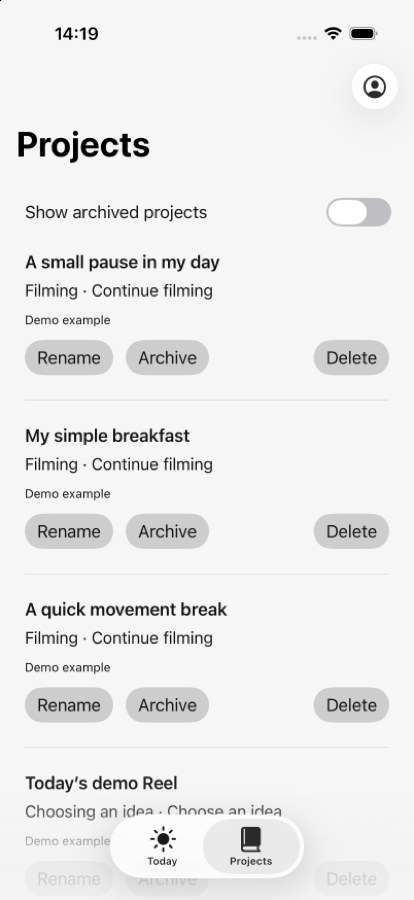 14:19
Projects
Show archived projects
A small pause in my day
Filming · Continue filming
Demo example
Rename Archive Delete
My simple breakfast
Filming · Continue filming
Demo example
Rename Archive Delete
A quick movement break
Filming · Continue filming
Demo example
Rename Archive Delete
Today’s demo Reel
Choosing an idea · Choose an idea
Demo example
Rename Archive Delete
Today Projects